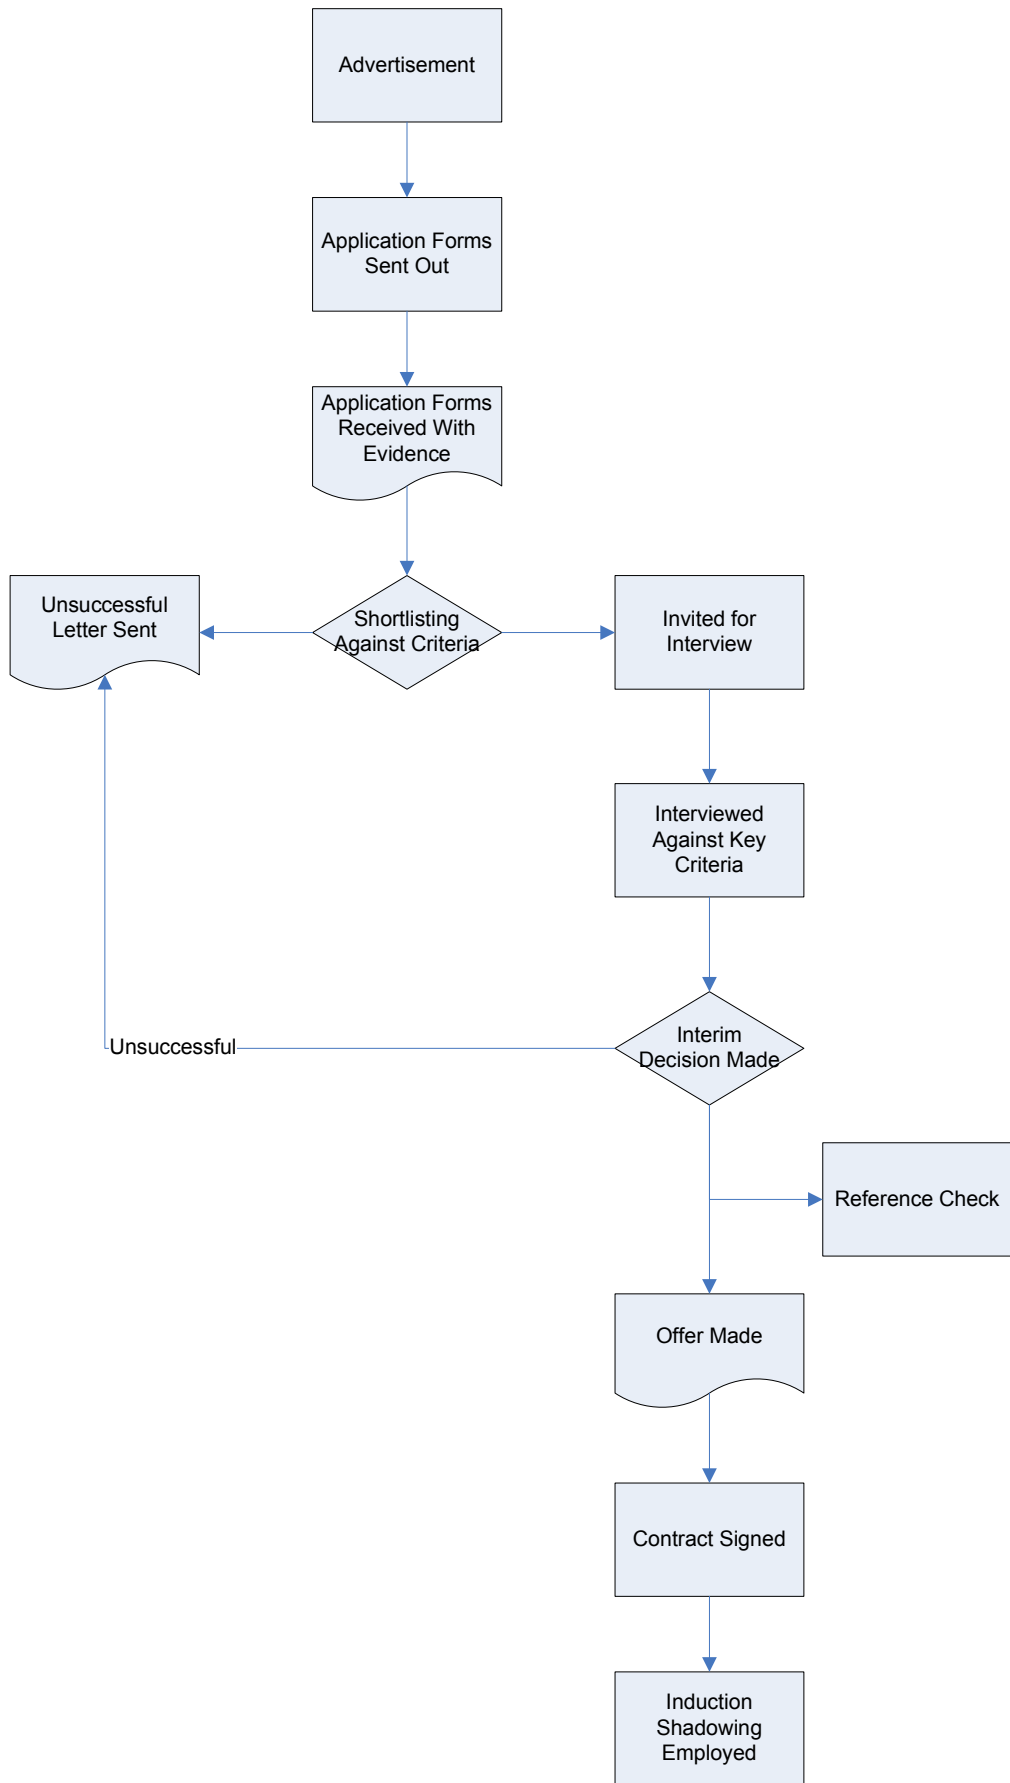 Advertisement
Application Forms
Sent Out
Application Forms
Received With
Evidence
Unsuccessful
Letter Sent
Shortlisting
Against Criteria
Invited for
Interview
Interviewed
Against Key
Criteria
Interim
Decision Made
Unsuccessful
Reference Check
Offer Made
Contract Signed
Induction
Shadowing
Employed